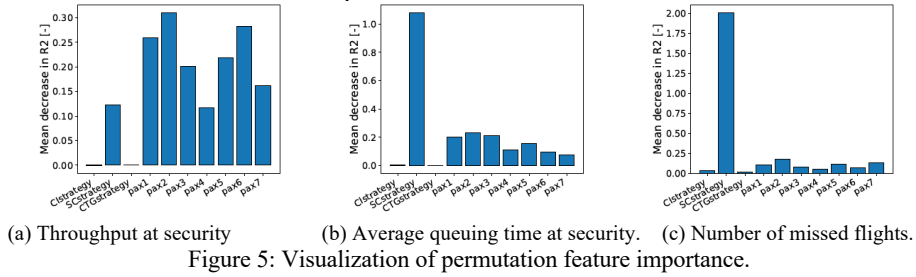 Mean decrease in R2 [-]
0.30
0.25
0.20
0.15
0.10
0.05
0.00
CIstrategy
SCstrategy
CTGstrategy
pax1
pax2
pax3
pax4
pax5
pax6
pax7
(a) Throughput at security
Mean decrease in R2 [-]
1.0
0.8
0.6
0.4
0.2
0.0
CIstrategy
SCstrategy
CTGstrategy
pax1
pax2
pax3
pax4
pax5
pax6
pax7
(b) Average queuing time at security.
Mean decrease in R2 [-]
2.00
1.75
1.50
1.25
1.00
0.75
0.50
0.25
0.00
CIstrategy
SCstrategy
CTGstrategy
pax1
pax2
pax3
pax4
pax5
pax6
pax7
(c) Number of missed flights.
Figure 5: Visualization of permutation feature importance.